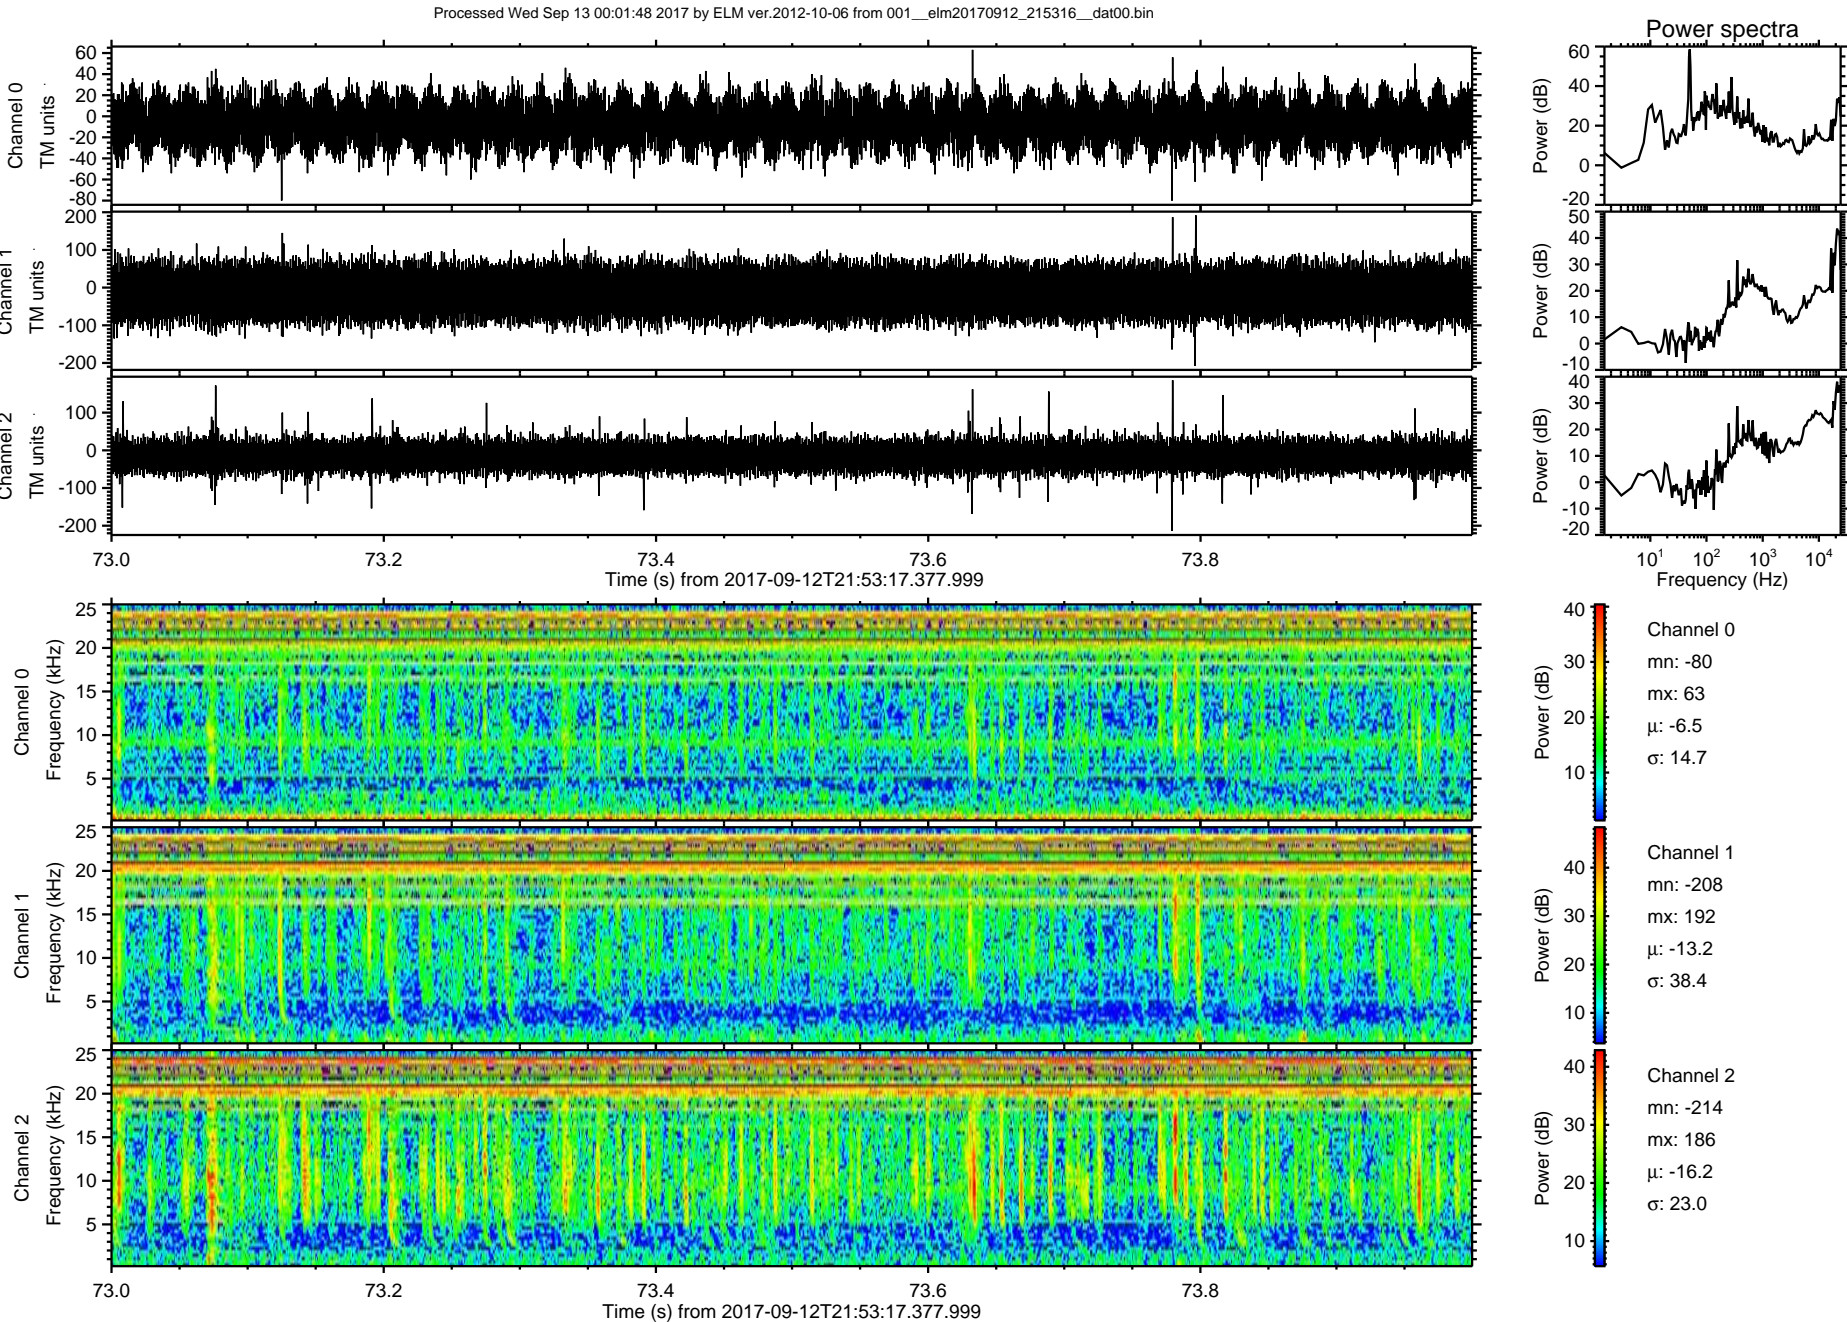 Processed Wed Sep 13 00:01:48 2017 by ELM ver.2012-10-06 from 001__elm20170912_215316__dat00.bin
Power spectra
Channel 0
TM units
60
40
20
0
-20
-40
-60
-80
Power (dB)
60
40
20
0
-20
Channel 1
TM units
200
100
0
-100
-200
Power (dB)
50
40
30
20
10
0
-10
Channel 2
TM units
100
0
-100
-200
Power (dB)
40
30
20
10
0
-10
-20
73.0 73.2 73.4 73.6 73.8
Time (s) from 2017-09-12T21:53:17.377.999
10^1 10^2 10^3 10^4
Frequency (Hz)
Channel 0
Frequency (kHz)
25
20
15
10
5
Power (dB)
40
30
20
10
Channel 0
mn: -80
mx: 63
μ: -6.5
σ: 14.7
Channel 1
Frequency (kHz)
25
20
15
10
5
Power (dB)
40
30
20
10
Channel 1
mn: -208
mx: 192
μ: -13.2
σ: 38.4
Channel 2
Frequency (kHz)
25
20
15
10
5
Power (dB)
40
30
20
10
Channel 2
mn: -214
mx: 186
μ: -16.2
σ: 23.0
73.0 73.2 73.4 73.6 73.8
Time (s) from 2017-09-12T21:53:17.377.999